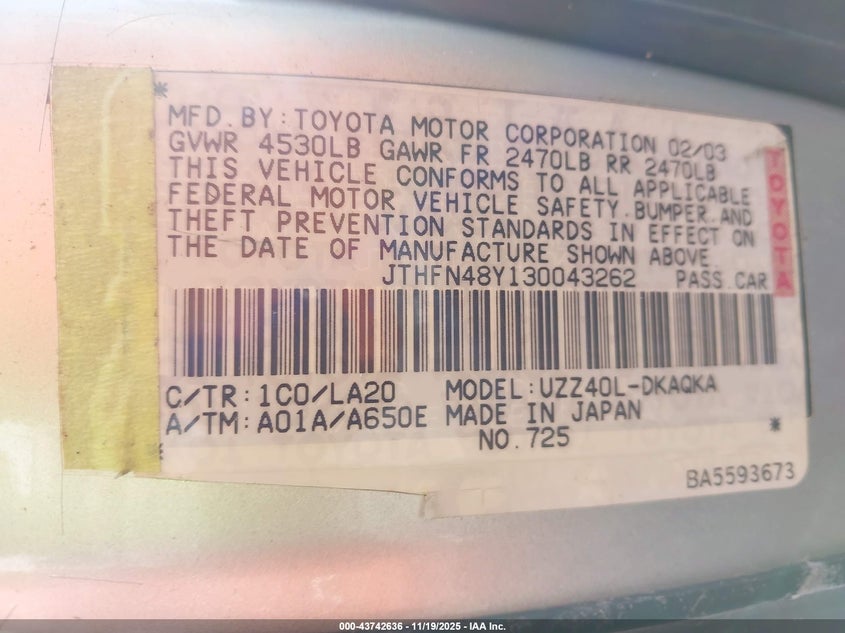 MFD. BY: TOYOTA MOTOR CORPORATION 02/03
GVWR 4530LB GAWR FR 2470LB RR 2470LB
THIS VEHICLE CONFORMS TO ALL APPLICABLE
FEDERAL MOTOR VEHICLE SAFETY. BUMPER. AND
THEFT PREVENTION STANDARDS IN EFFECT ON
THE DATE OF MANUFACTURE SHOWN ABOVE.
JTHFN48Y130043262 PASS. CAR
TOYOTA
C/TR: 1C0/LA20 MODEL: UZZ40L-DKAQKA
A/TM: A01A/A650E MADE IN JAPAN
NO. 725
BA5593673
000-43742636 - 11/19/2025 - IAA Inc.